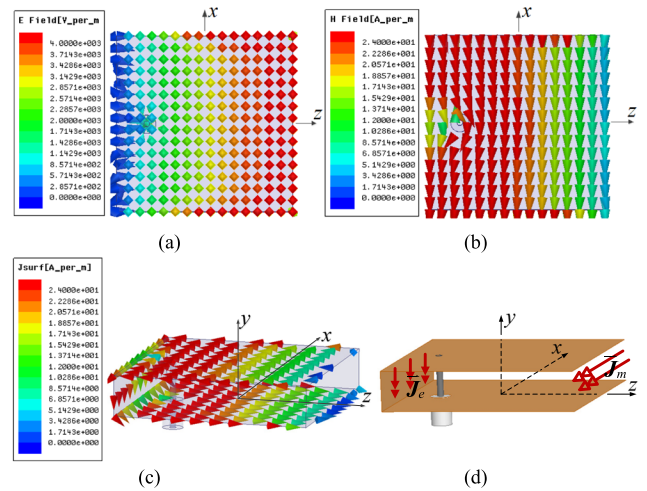 E Field[V_per_m
4.0000e+003
3.7143e+003
3.4286e+003
3.1429e+003
2.8571e+003
2.5714e+003
2.2857e+003
2.0000e+003
1.7143e+003
1.4286e+003
1.1429e+003
8.5714e+002
5.7143e+002
2.8571e+002
0.0000e+000
x
z
(a)
H Field[A_per_m
2.4000e+001
2.2286e+001
2.0571e+001
1.8857e+001
1.7143e+001
1.5429e+001
1.3714e+001
1.2000e+001
1.0286e+001
8.5714e+000
6.8571e+000
5.1429e+000
3.4286e+000
1.7143e+000
0.0000e+000
x
z
(b)
Jsurf[A_per_m]
2.4000e+001
2.2286e+001
2.0571e+001
1.8857e+001
1.7143e+001
1.5429e+001
1.3714e+001
1.2000e+001
1.0286e+001
8.5714e+000
6.8571e+000
5.1429e+000
3.4286e+000
1.7143e+000
0.0000e+000
y
x
z
(c)
y
x
J̅m
J̅e
z
(d)